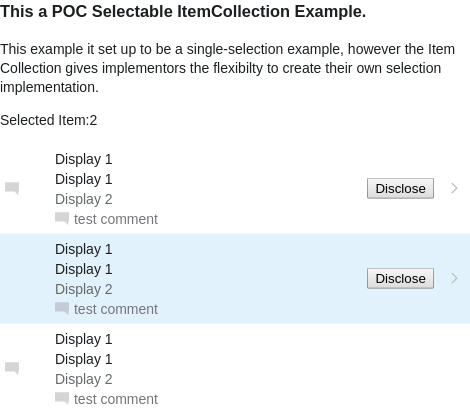 This a POC Selectable ItemCollection Example.
This example it set up to be a single-selection example, however the Item
Collection gives implementors the flexibilty to create their own selection
implementation.
Selected Item:2
Display 1
Display 1
Display 2
test comment
Disclose
Display 1
Display 1
Display 2
test comment
Disclose
Display 1
Display 1
Display 2
test comment